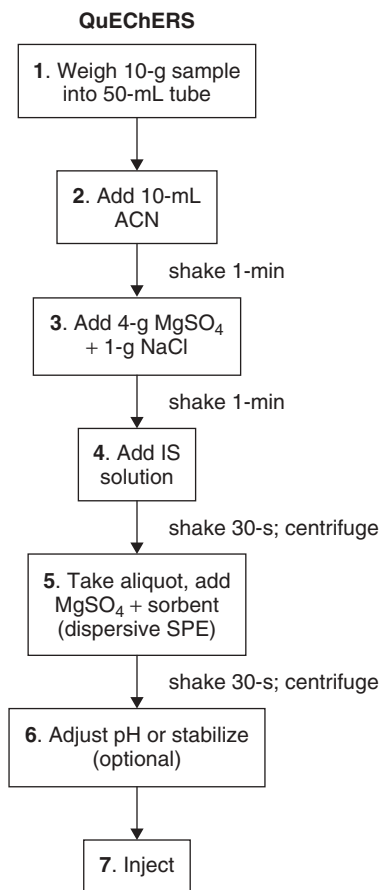 QuEChERS
1. Weigh 10-g sample
into 50-mL tube
2. Add 10-mL
ACN
shake 1-min
3. Add 4-g MgSO₄
+ 1-g NaCl
shake 1-min
4. Add IS
solution
shake 30-s; centrifuge
5. Take aliquot, add
MgSO₄ + sorbent
(dispersive SPE)
shake 30-s; centrifuge
6. Adjust pH or stabilize
(optional)
7. Inject